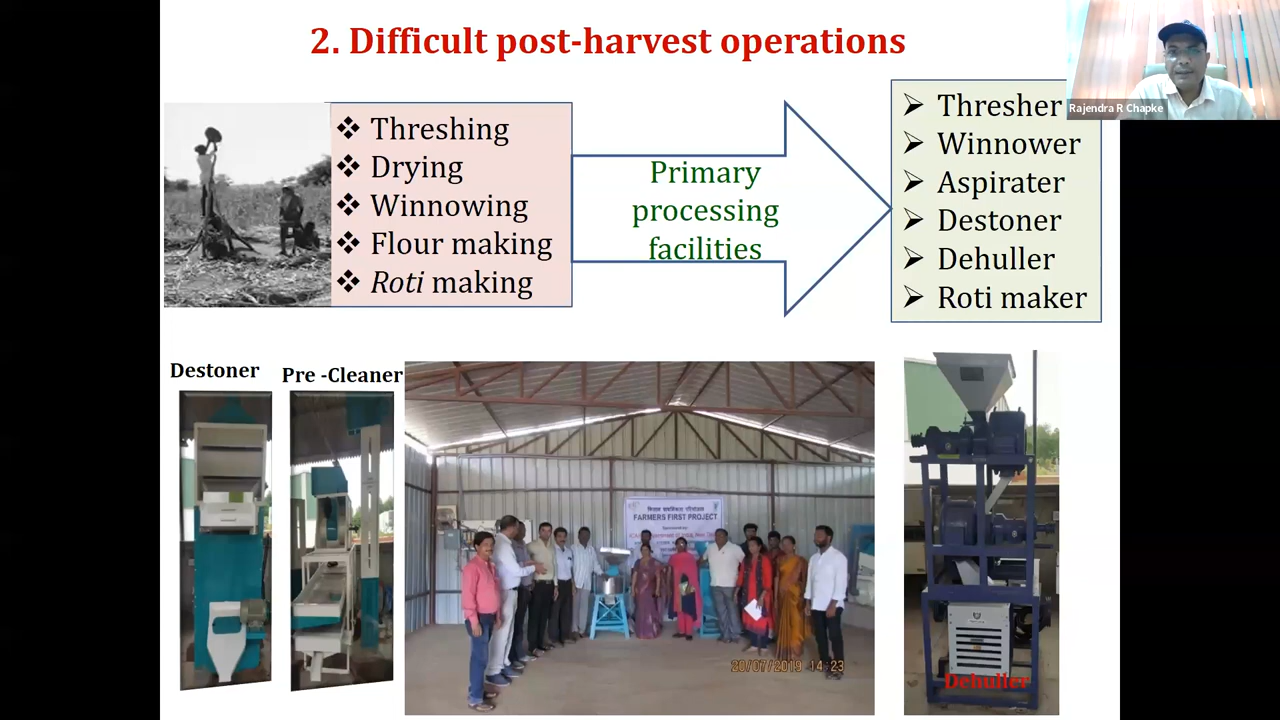 2. Difficult post-harvest operations
Rajendra R Chapke
Threshing
Drying
Winnowing
Flour making
Roti making
Primary
processing
facilities
Thresher
Winnower
Aspirater
Destoner
Dehuller
Roti maker
Destoner
Pre -Cleaner
FARMERS FIRST PROJECT
20/07/2019 14:23
Dehuller